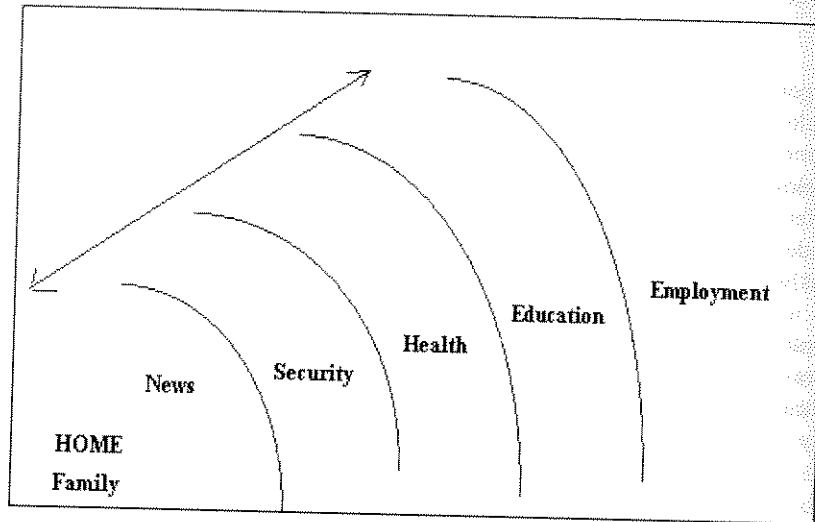 Employment
Education
Health
Security
News
HOME
Family